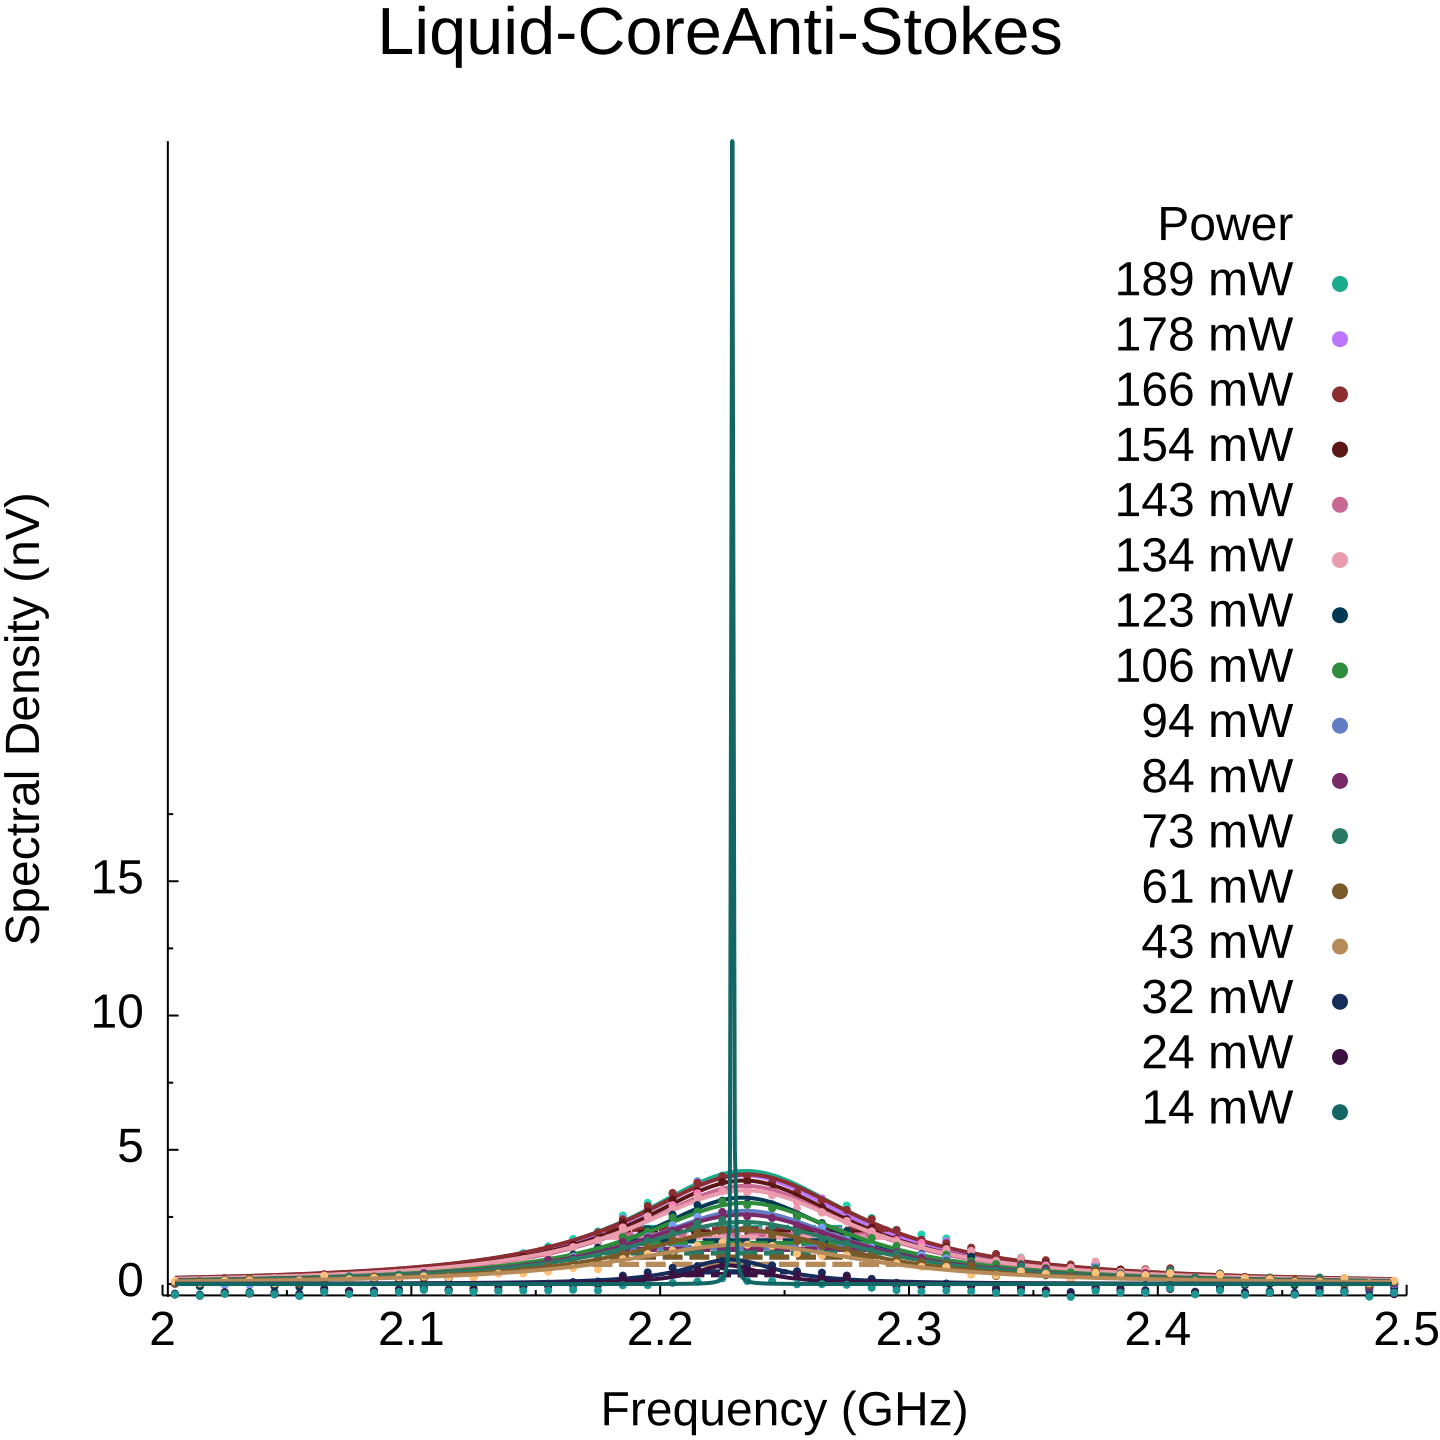 Liquid-CoreAnti-Stokes
Spectral Density (nV)
15
10
5
0
2
2.1
2.2
2.3
2.4
2.5
Frequency (GHz)
Power
189 mW
178 mW
166 mW
154 mW
143 mW
134 mW
123 mW
106 mW
94 mW
84 mW
73 mW
61 mW
43 mW
32 mW
24 mW
14 mW